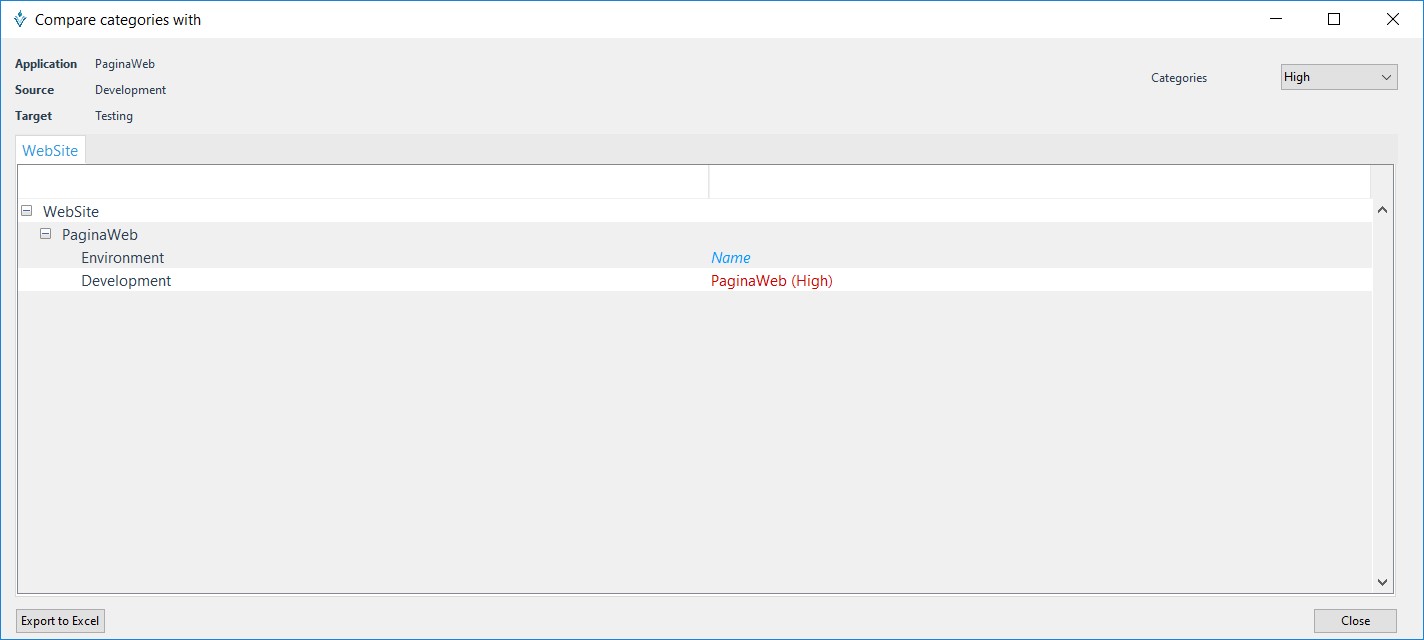 Compare categories with
Application PaginaWeb
Source Development
Target Testing
Categories High
WebSite
WebSite
PaginaWeb
Environment Name
Development PaginaWeb (High)
Export to Excel Close